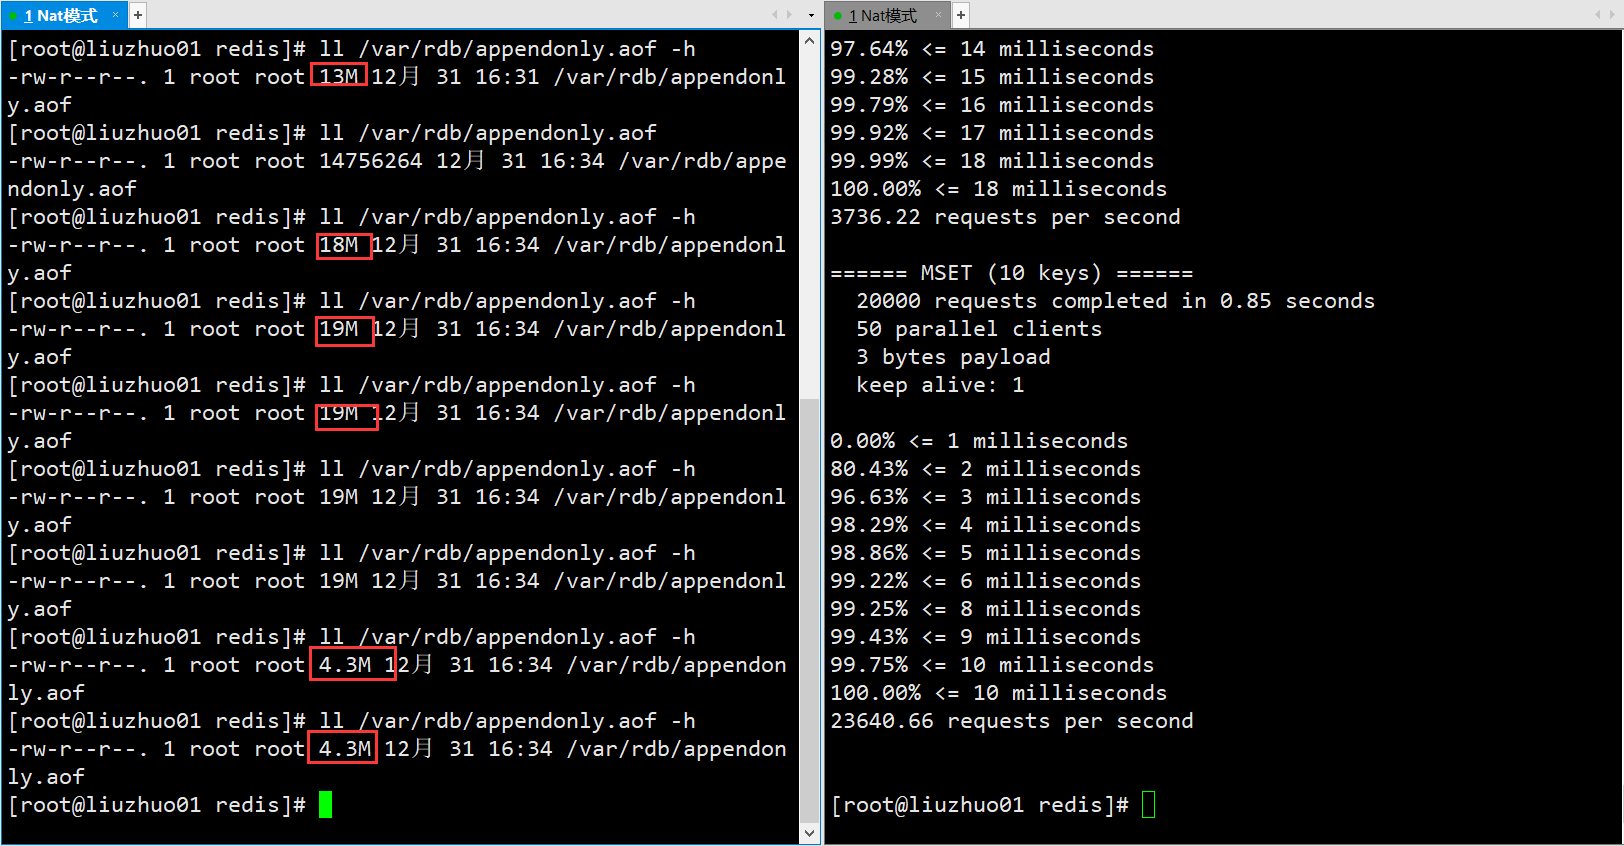 1 Nat模式 × +
[root@liuzhuo01 redis]# ll /var/rdb/appendonly.aof -h
-rw-r--r--. 1 root root 13M 12月 31 16:31 /var/rdb/appendonl
y.aof
[root@liuzhuo01 redis]# ll /var/rdb/appendonly.aof
-rw-r--r--. 1 root root 14756264 12月 31 16:34 /var/rdb/appe
ndonly.aof
[root@liuzhuo01 redis]# ll /var/rdb/appendonly.aof -h
-rw-r--r--. 1 root root 18M 12月 31 16:34 /var/rdb/appendonl
y.aof
[root@liuzhuo01 redis]# ll /var/rdb/appendonly.aof -h
-rw-r--r--. 1 root root 19M 12月 31 16:34 /var/rdb/appendonl
y.aof
[root@liuzhuo01 redis]# ll /var/rdb/appendonly.aof -h
-rw-r--r--. 1 root root 19M 12月 31 16:34 /var/rdb/appendonl
y.aof
[root@liuzhuo01 redis]# ll /var/rdb/appendonly.aof -h
-rw-r--r--. 1 root root 19M 12月 31 16:34 /var/rdb/appendonl
y.aof
[root@liuzhuo01 redis]# ll /var/rdb/appendonly.aof -h
-rw-r--r--. 1 root root 19M 12月 31 16:34 /var/rdb/appendonl
y.aof
[root@liuzhuo01 redis]# ll /var/rdb/appendonly.aof -h
-rw-r--r--. 1 root root 4.3M 12月 31 16:34 /var/rdb/appendon
ly.aof
[root@liuzhuo01 redis]# ll /var/rdb/appendonly.aof -h
-rw-r--r--. 1 root root 4.3M 12月 31 16:34 /var/rdb/appendon
ly.aof
[root@liuzhuo01 redis]#
1 Nat模式 × +
97.64% <= 14 milliseconds
99.28% <= 15 milliseconds
99.79% <= 16 milliseconds
99.92% <= 17 milliseconds
99.99% <= 18 milliseconds
100.00% <= 18 milliseconds
3736.22 requests per second
====== MSET (10 keys) ======
20000 requests completed in 0.85 seconds
50 parallel clients
3 bytes payload
keep alive: 1
0.00% <= 1 milliseconds
80.43% <= 2 milliseconds
96.63% <= 3 milliseconds
98.29% <= 4 milliseconds
98.86% <= 5 milliseconds
99.22% <= 6 milliseconds
99.25% <= 8 milliseconds
99.43% <= 9 milliseconds
99.75% <= 10 milliseconds
100.00% <= 10 milliseconds
23640.66 requests per second
[root@liuzhuo01 redis]#